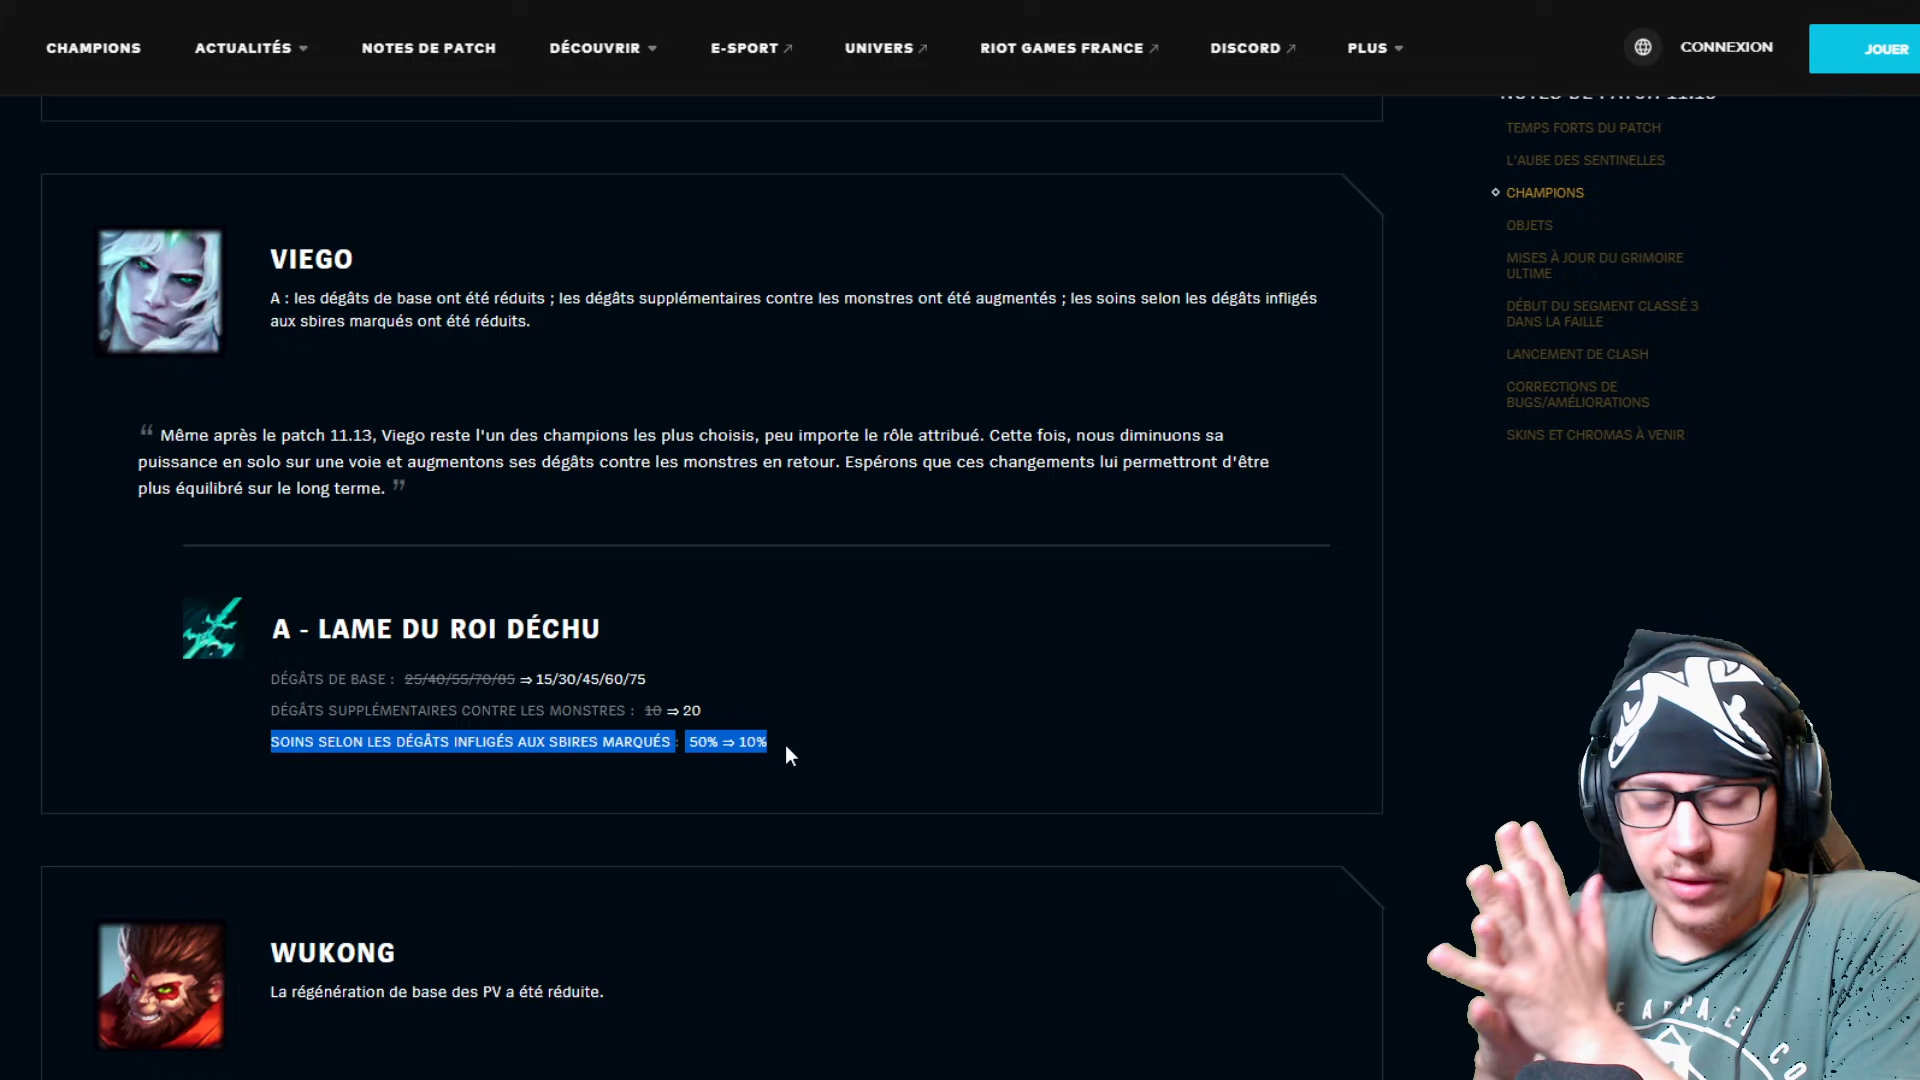 CHAMPIONS ACTUALITÉS NOTES DE PATCH DÉCOUVRIR E-SPORT UNIVERS RIOT GAMES FRANCE DISCORD PLUS CONNEXION JOUER
NOTES DE PATCH
TEMPS FORTS DU PATCH
L'AUBE DES SENTINELLES
CHAMPIONS
OBJETS
MISES À JOUR DU GRIMOIRE
ULTIME
DÉBUT DU SEGMENT CLASSÉ 3
DANS LA FAILLE
LANCEMENT DE CLASH
CORRECTIONS DE
BUGS/AMÉLIORATIONS
SKINS ET CHROMAS À VENIR
VIEGO
A : les dégâts de base ont été réduits ; les dégâts supplémentaires contre les monstres ont été augmentés ; les soins selon les dégâts infligés
aux sbires marqués ont été réduits.
“ Même après le patch 11.13, Viego reste l'un des champions les plus choisis, peu importe le rôle attribué. Cette fois, nous diminuons sa
puissance en solo sur une voie et augmentons ses dégâts contre les monstres en retour. Espérons que ces changements lui permettront d'être
plus équilibré sur le long terme. ”
A - LAME DU ROI DÉCHU
DÉGÂTS DE BASE : 25/40/55/70/85 ⇒ 15/30/45/60/75
DÉGÂTS SUPPLÉMENTAIRES CONTRE LES MONSTRES : 10 ⇒ 20
SOINS SELON LES DÉGÂTS INFLIGÉS AUX SBIRES MARQUÉS : 50% ⇒ 10%
WUKONG
La régénération de base des PV a été réduite.